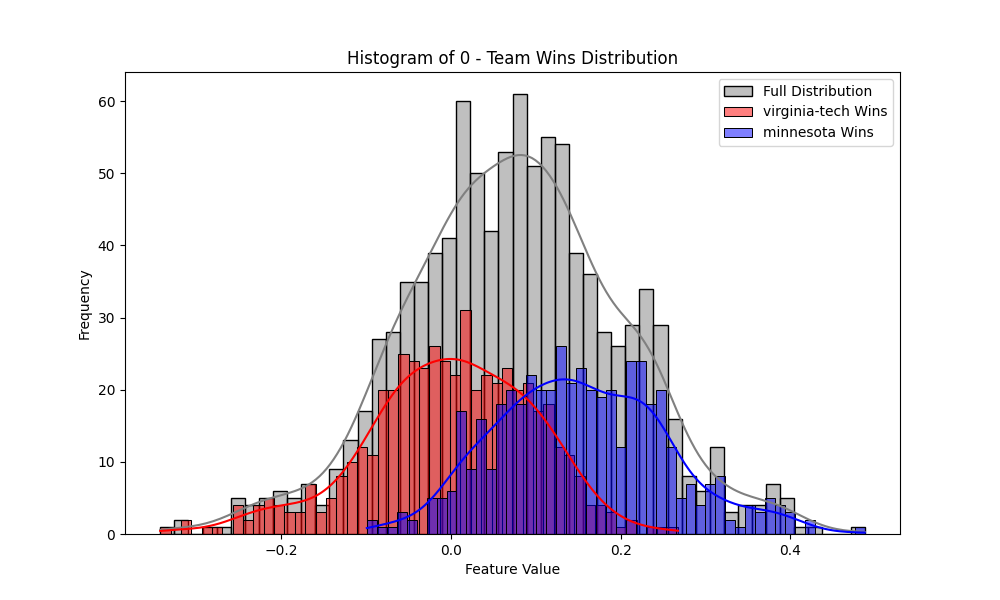 Histogram of 0 - Team Wins Distribution
Full Distribution
virginia-tech Wins
minnesota Wins
Frequency
60
50
40
30
20
10
0
−0.2
0.0
0.2
0.4
Feature Value